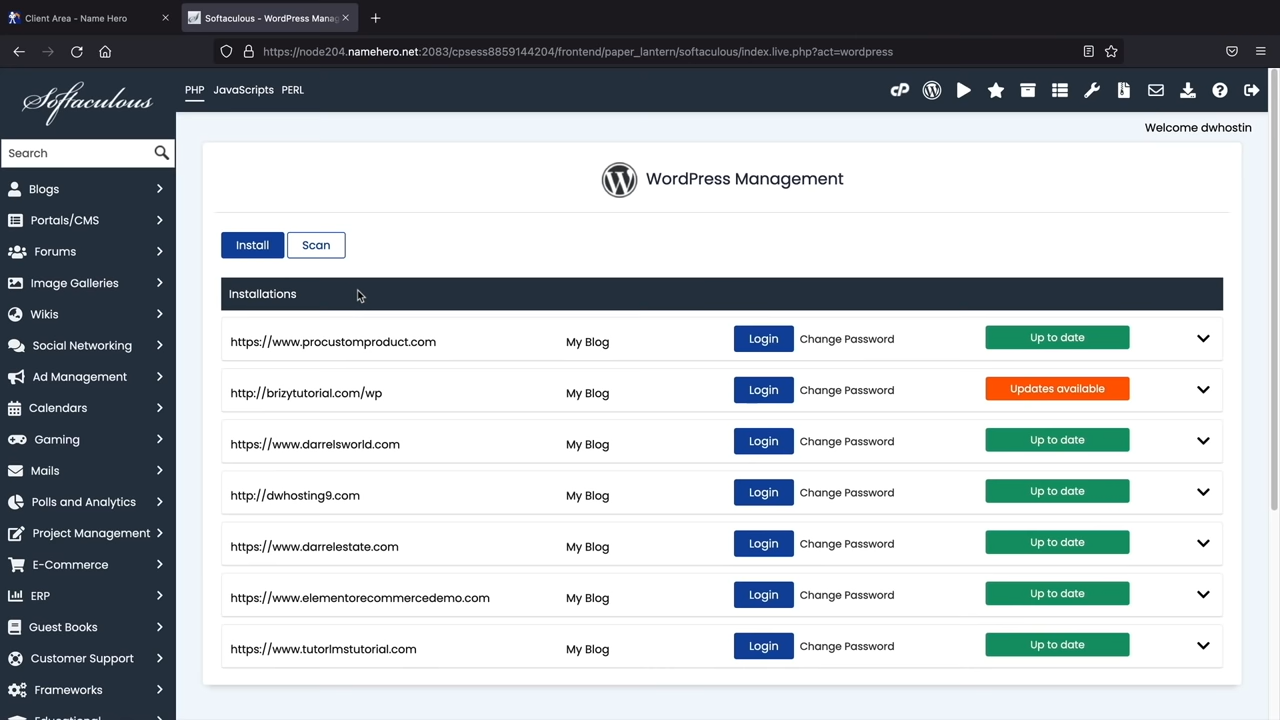 Client Area - Name Hero
Softaculous - WordPress Manag
https://node204.namehero.net:2083/cpsess8859144204/frontend/paper_lantern/softaculous/index.live.php?act=wordpress
Softaculous
PHP JavaScripts PERL
Welcome dwhostin
Search
Blogs
Portals/CMS
Forums
Image Galleries
Wikis
Social Networking
Ad Management
Calendars
Gaming
Mails
Polls and Analytics
Project Management
E-Commerce
ERP
Guest Books
Customer Support
Frameworks
Educational
WordPress Management
Install Scan
Installations
https://www.procustomproduct.com My Blog Login Change Password Up to date
http://brizytutorial.com/wp My Blog Login Change Password Updates available
https://www.darrelsworld.com My Blog Login Change Password Up to date
http://dwhosting9.com My Blog Login Change Password Up to date
https://www.darrelestate.com My Blog Login Change Password Up to date
https://www.elementorecommercedemo.com My Blog Login Change Password Up to date
https://www.tutorlmstutorial.com My Blog Login Change Password Up to date